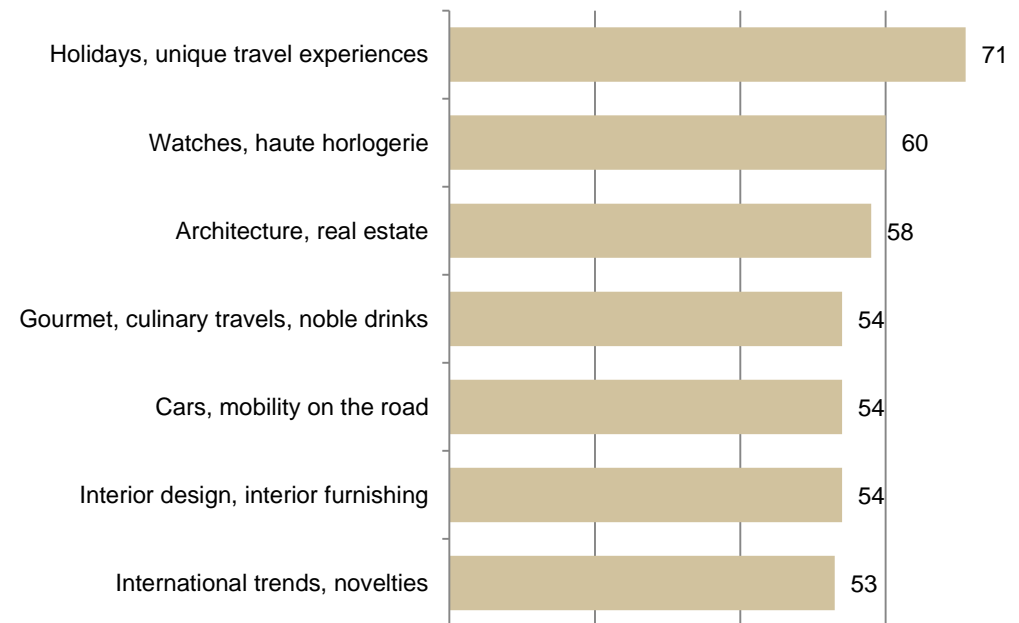 Holidays, unique travel experiences 71
Watches, haute horlogerie 60
Architecture, real estate 58
Gourmet, culinary travels, noble drinks 54
Cars, mobility on the road 54
Interior design, interior furnishing 54
International trends, novelties 53